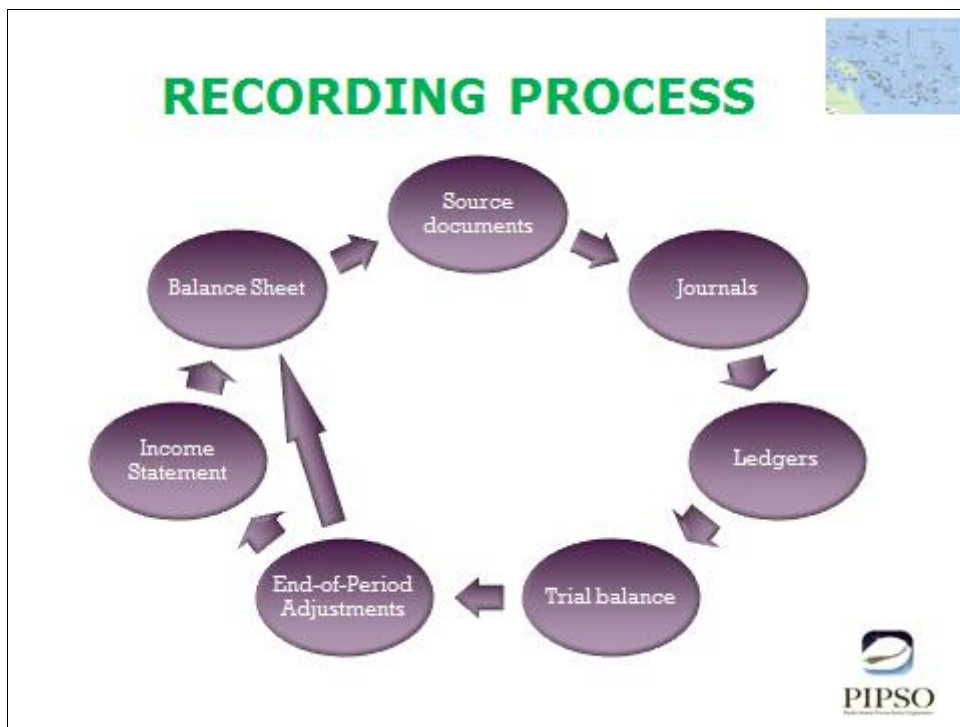 RECORDING PROCESS
Source
documents
Journals
Ledgers
Trial balance
End-of-Period
Adjustments
Income
Statement
Balance Sheet
PIPSO